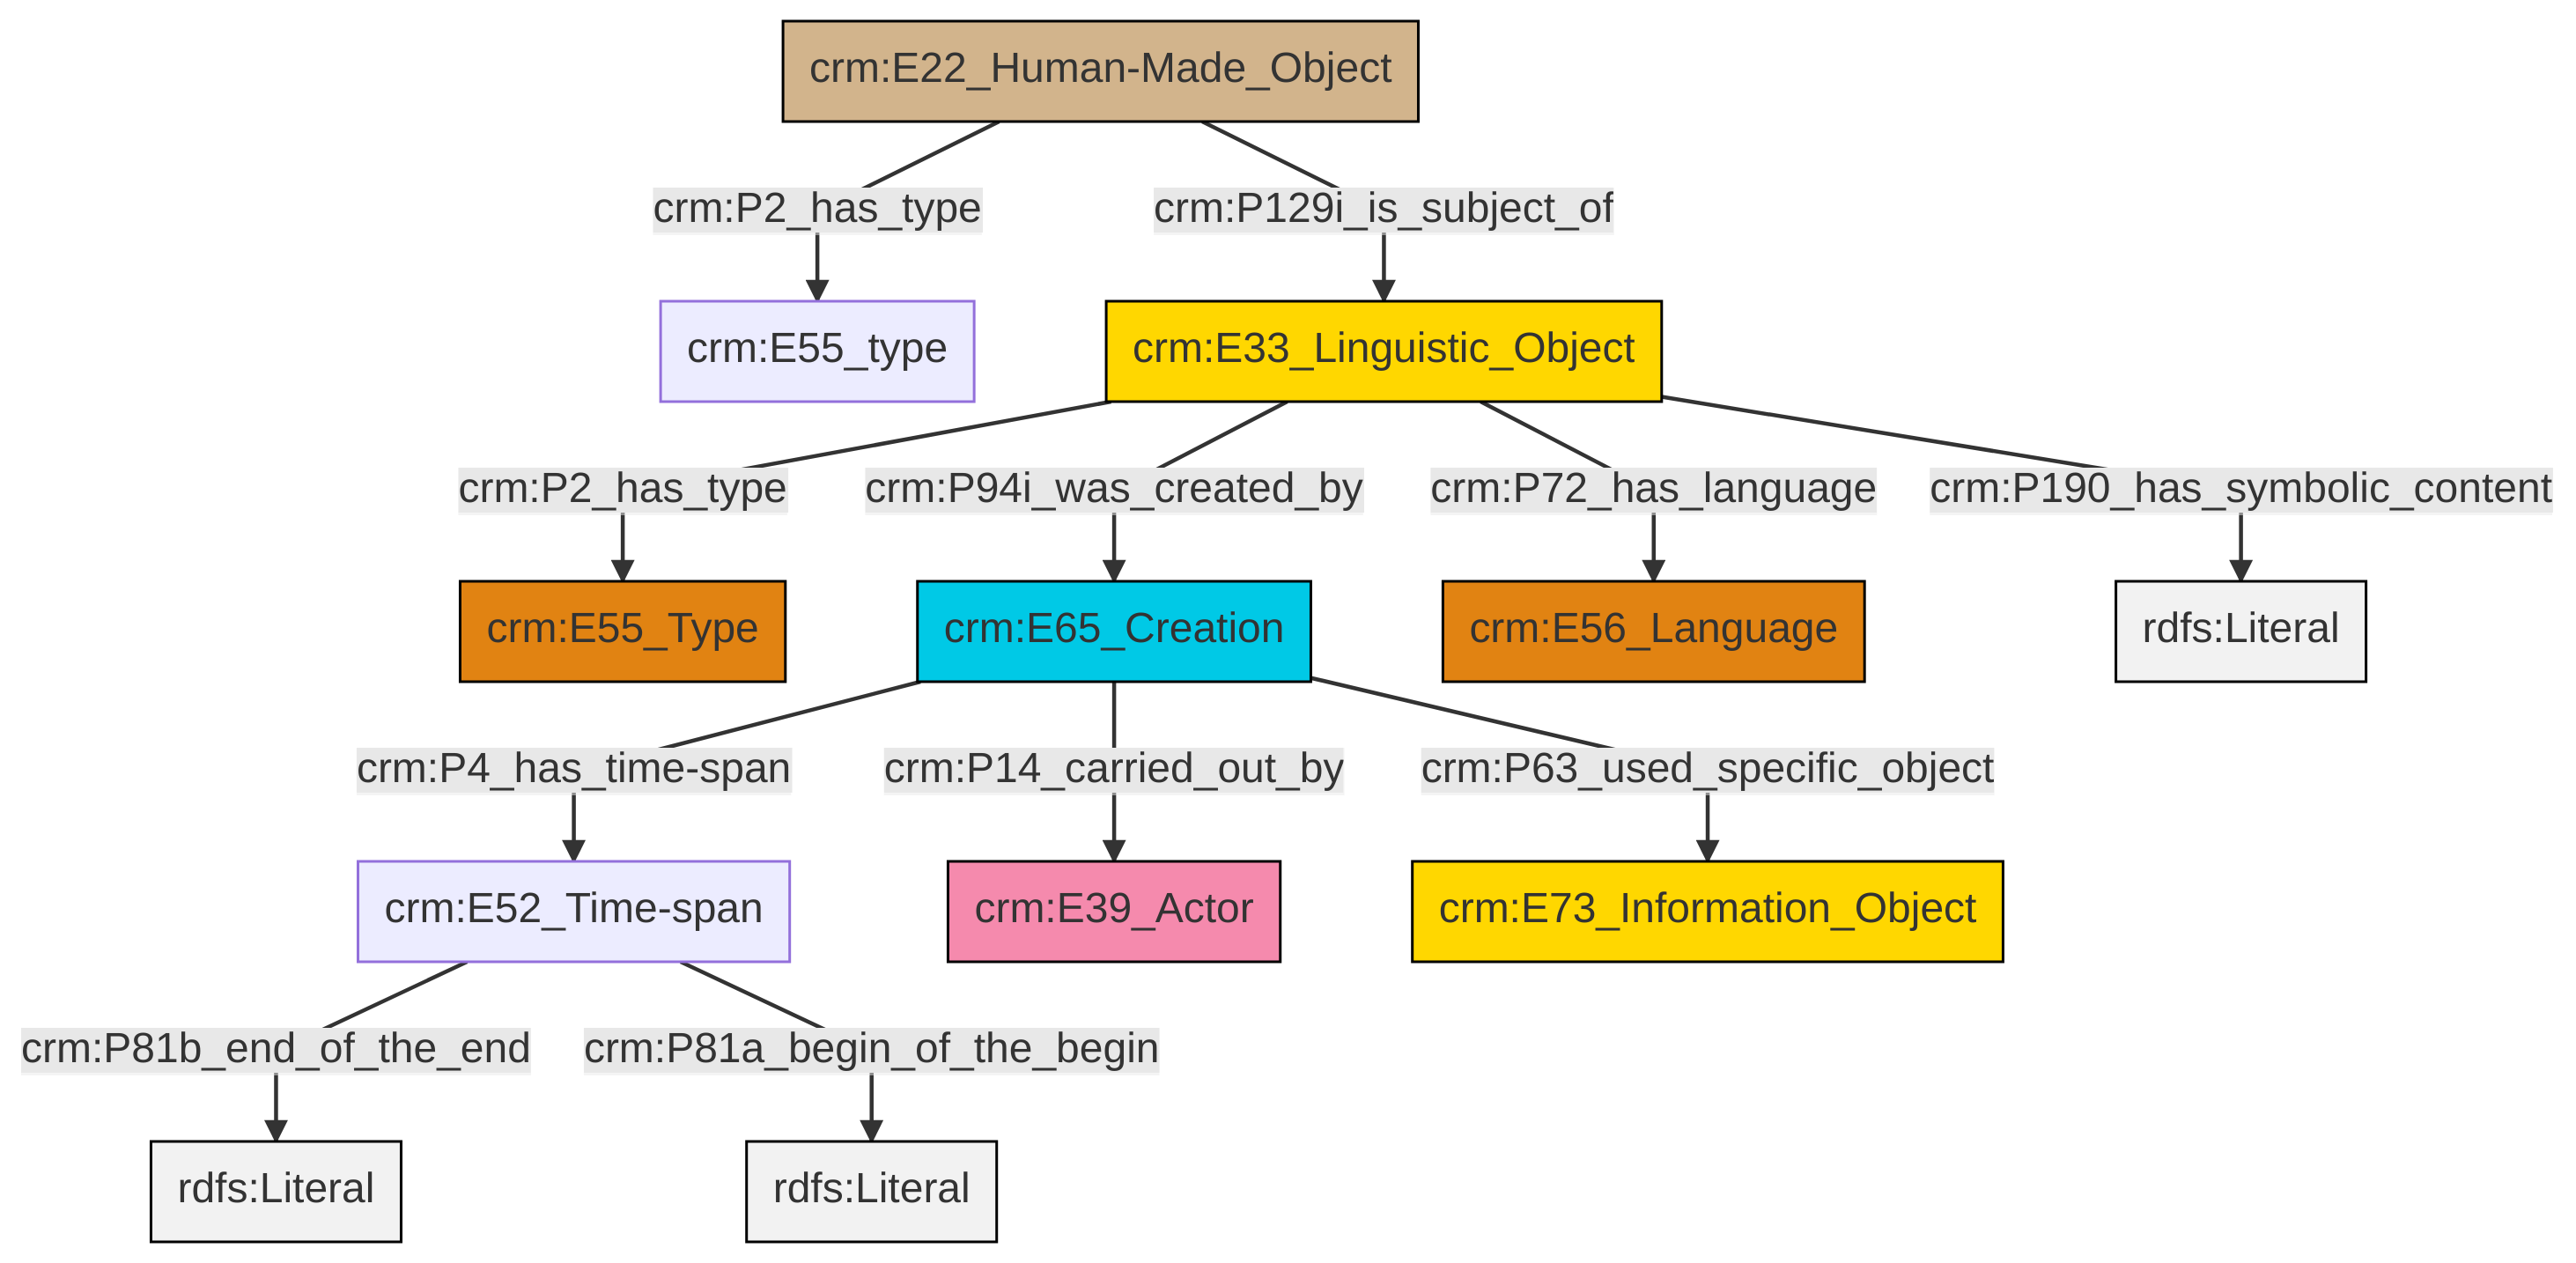 crm:E22_Human-Made_Object
crm:P2_has_type
crm:P129i_is_subject_of
crm:E55_type
crm:E33_Linguistic_Object
crm:P2_has_type
crm:P94i_was_created_by
crm:P72_has_language
crm:P190_has_symbolic_content
crm:E55_Type
crm:E65_Creation
crm:E56_Language
rdfs:Literal
crm:P4_has_time-span
crm:P14_carried_out_by
crm:P63_used_specific_object
crm:E52_Time-span
crm:E39_Actor
crm:E73_Information_Object
crm:P81b_end_of_the_end
crm:P81a_begin_of_the_begin
rdfs:Literal
rdfs:Literal